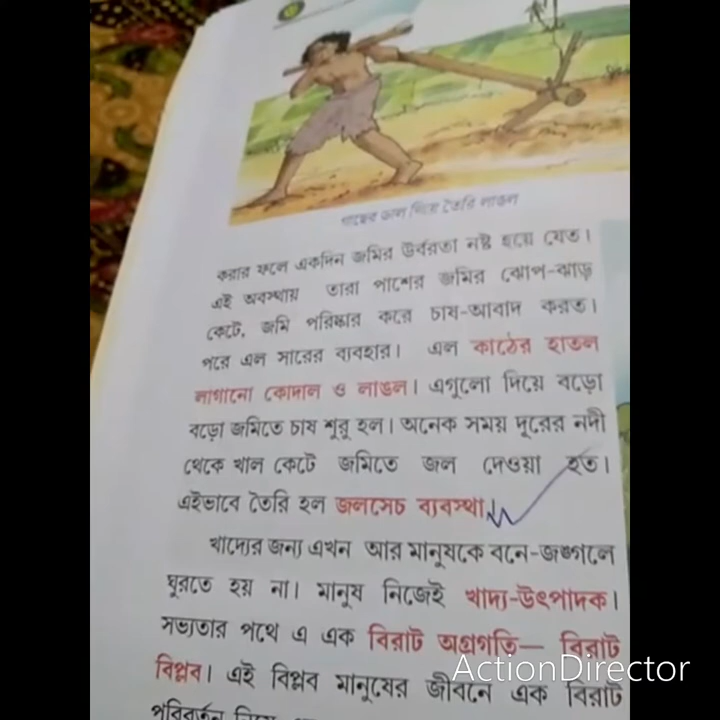 গাছের ডাল দিয়ে তৈরি লাঙল
করার ফলে একদিন জমির উর্বরতা নষ্ট হয়ে যেত।
এই অবস্থায় তারা পাশের জমির ঝোপ-ঝাড়
কেটে, জমি পরিষ্কার করে চাষ-আবাদ করত।
পরে এল সারের ব্যবহার। এল কাঠের হাতল
লাগানো কোদাল ও লাঙল। এগুলো দিয়ে বড়ো
বড়ো জমিতে চাষ শুরু হল। অনেক সময় দূরের নদী
থেকে খাল কেটে জমিতে জল দেওয়া হত।
এইভাবে তৈরি হল জলসেচ ব্যবস্থা।
খাদ্যের জন্য এখন আর মানুষকে বনে-জঙ্গলে
ঘুরতে হয় না। মানুষ নিজেই খাদ্য-উৎপাদক।
সভ্যতার পথে এ এক বিরাট অগ্রগতি— বিরাট
বিপ্লব। এই বিপ্লব মানুষের জীবনে এক বিরাট
ActionDirector